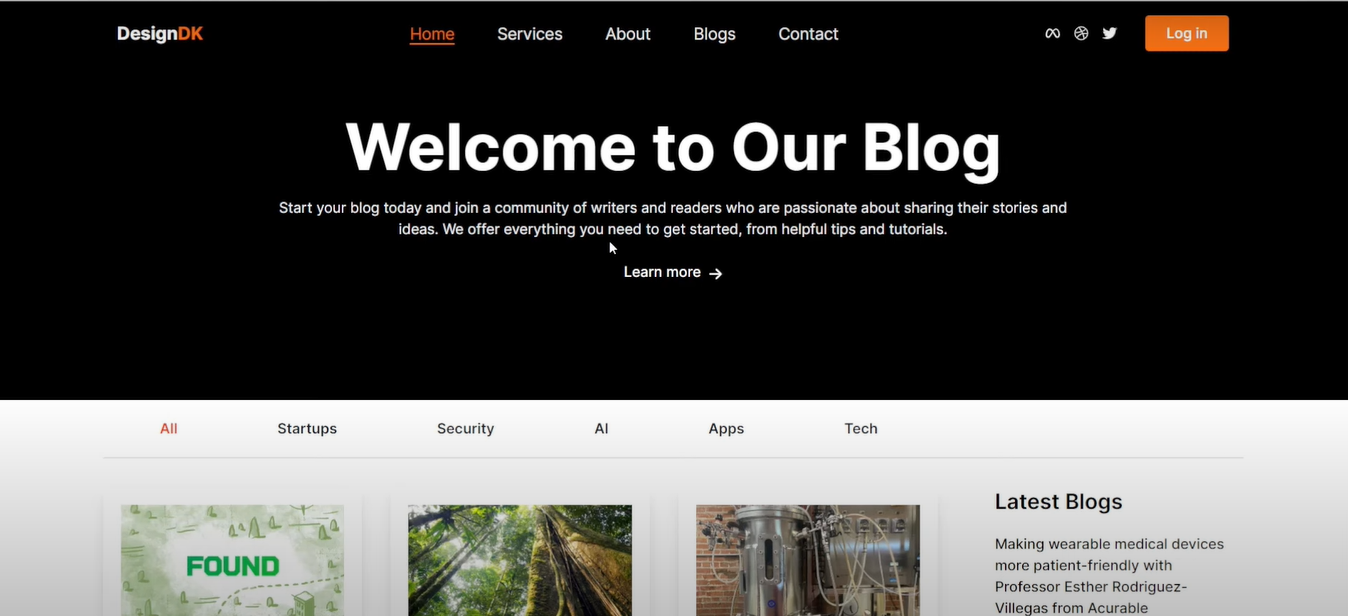 DesignDK
Home Services About Blogs Contact
Log in
Welcome to Our Blog
Start your blog today and join a community of writers and readers who are passionate about sharing their stories and
ideas. We offer everything you need to get started, from helpful tips and tutorials.
Learn more
All Startups Security AI Apps Tech
FOUND
Latest Blogs
Making wearable medical devices
more patient-friendly with
Professor Esther Rodriguez-
Villegas from Acurable